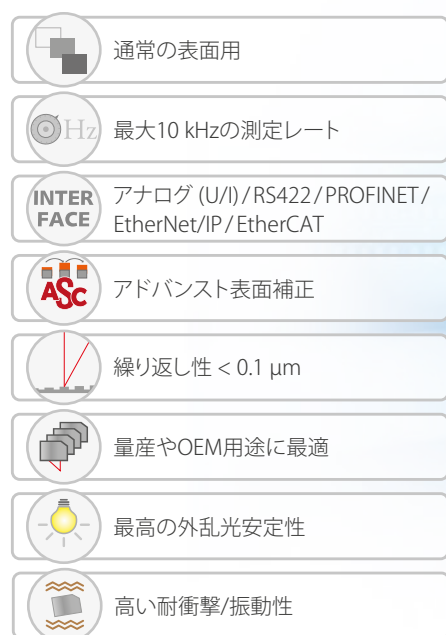 通常の表面用
Hz
最大10 kHzの測定レート
INTER
FACE
アナログ (U/I) / RS422 / PROFINET /
EtherNet/IP / EtherCAT
ASC
アドバンスト表面補正
繰り返し性 < 0.1 µm
量産やOEM用途に最適
最高の外乱光安定性
高い耐衝撃/振動性